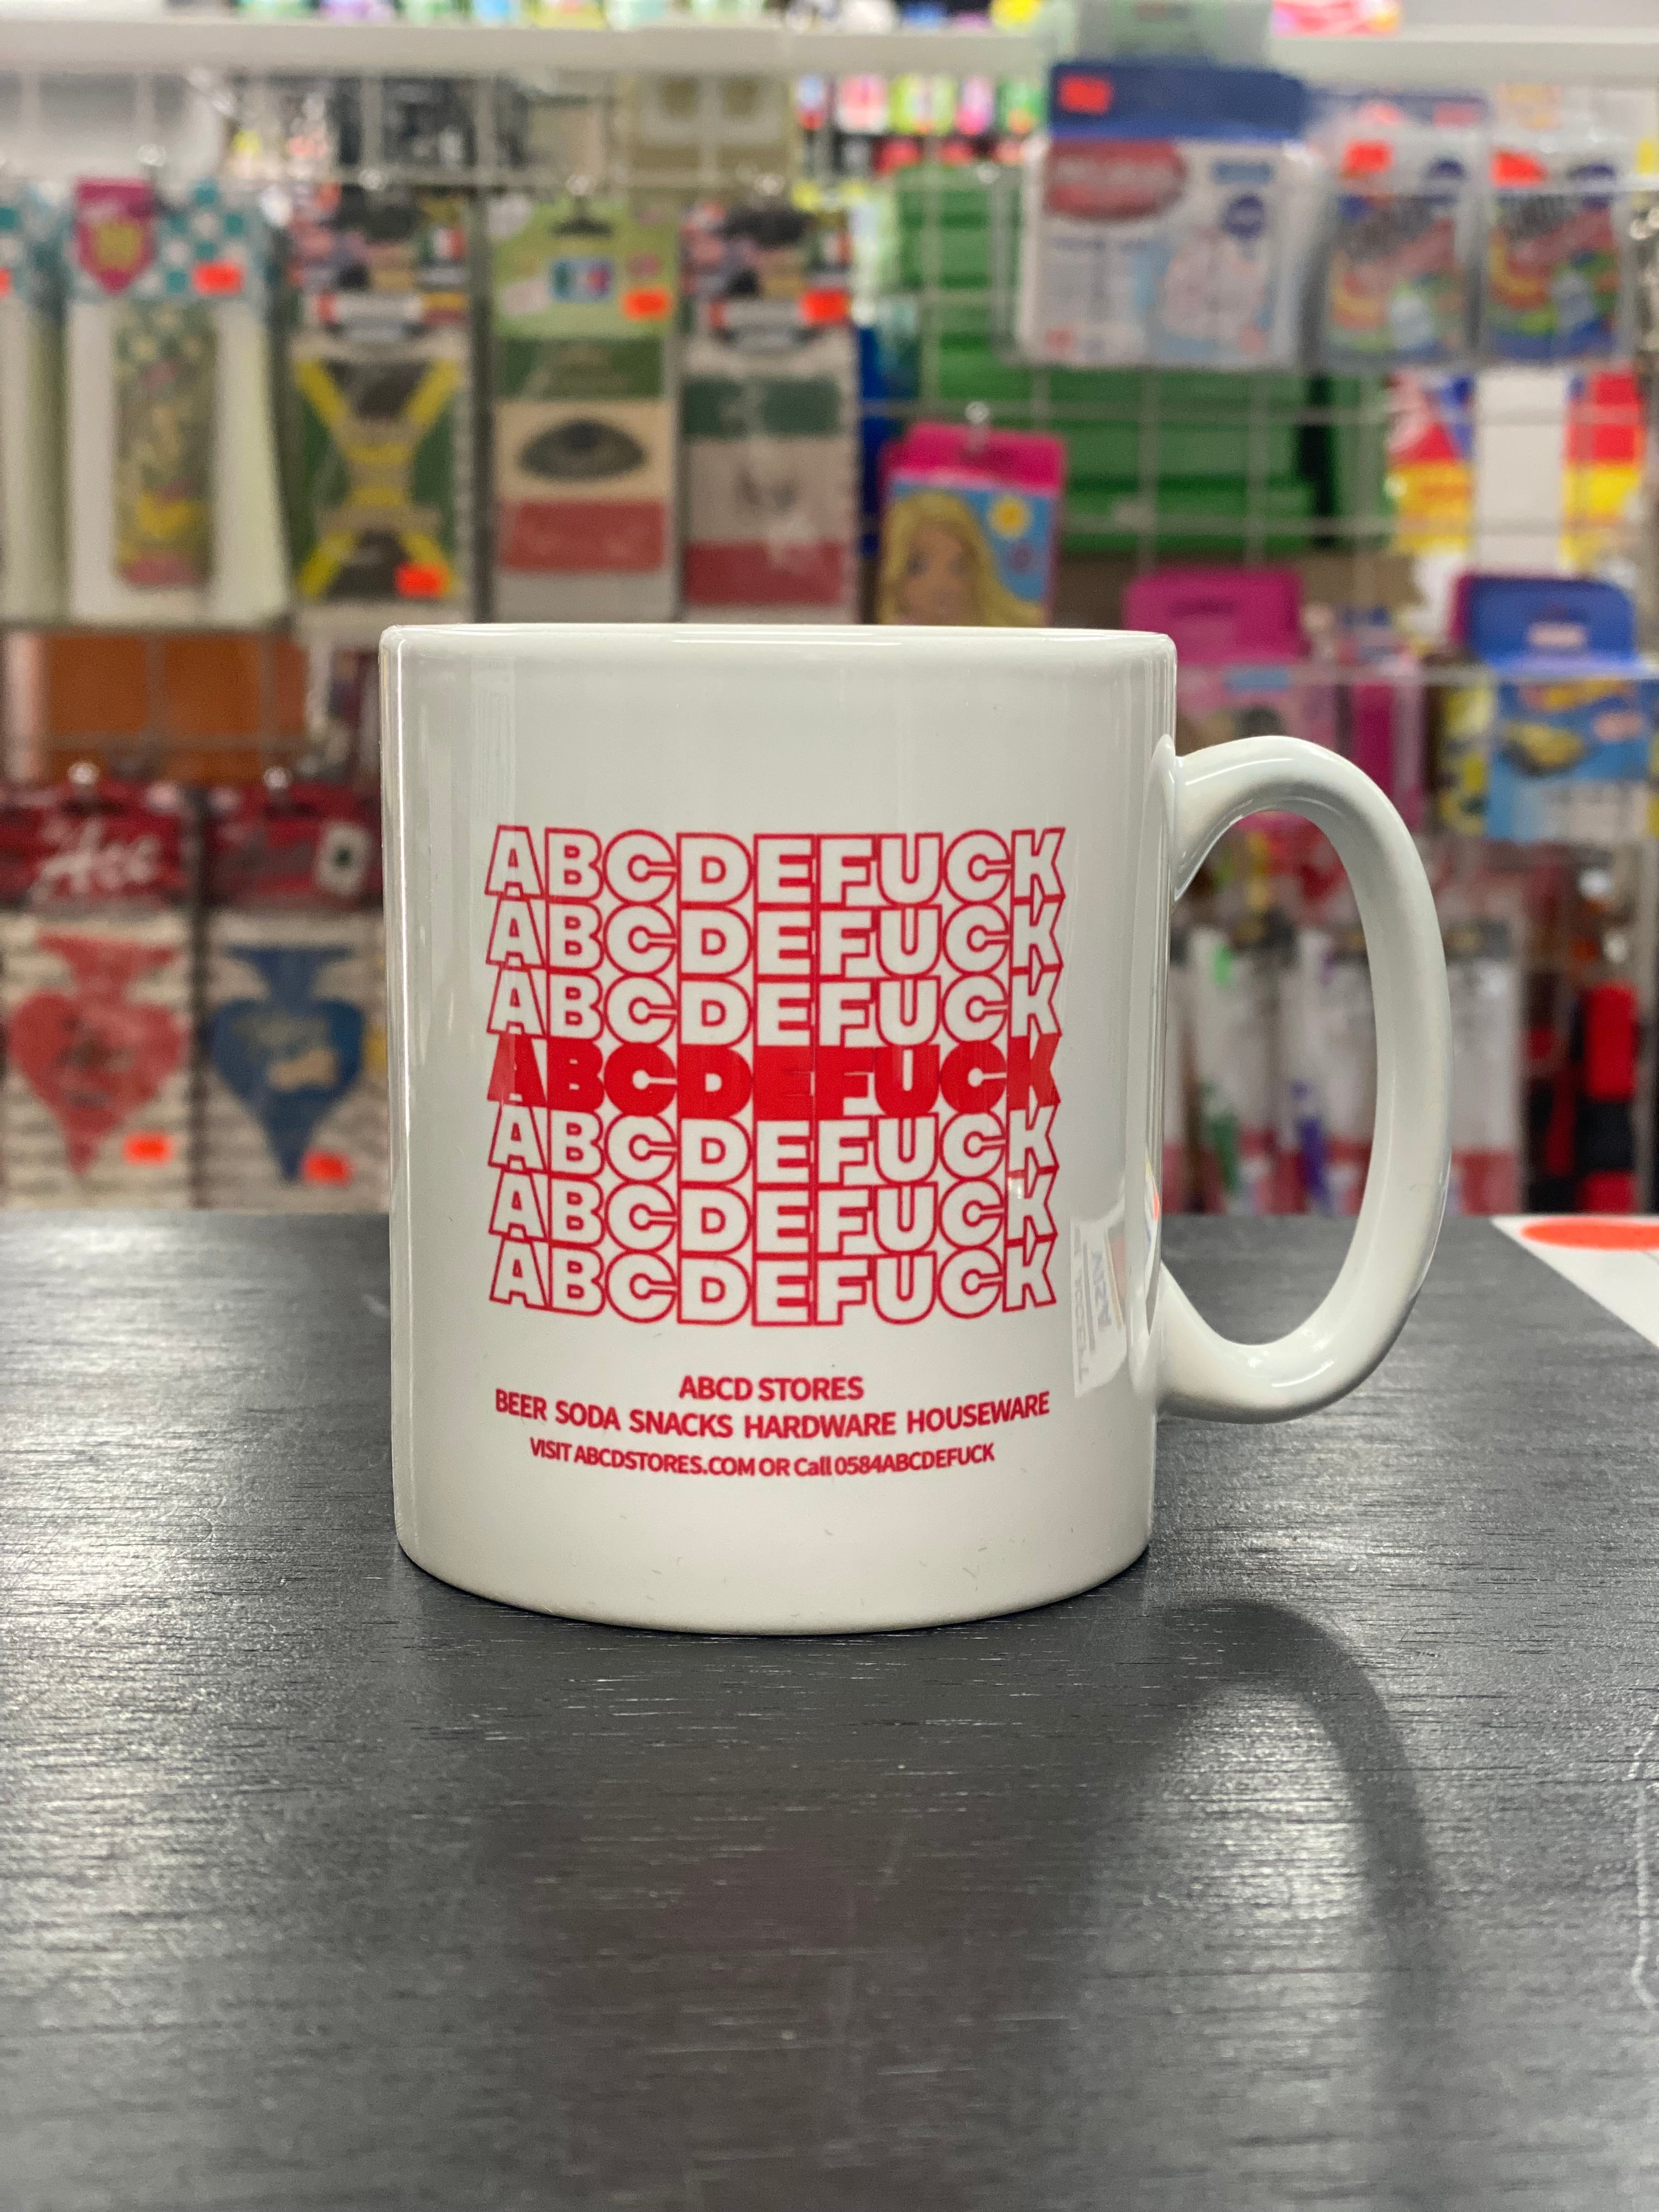 ABCDEFUCK
ABCDEFUCK
ABCDEFUCK
ABCDEFUCK
ABCDEFUCK
ABCDEFUCK
ABCDEFUCK
ABCD STORES
BEER SODA SNACKS HARDWARE HOUSEWARE
VISIT ABCDSTORES.COM OR Call 0584ABCDEFUCK